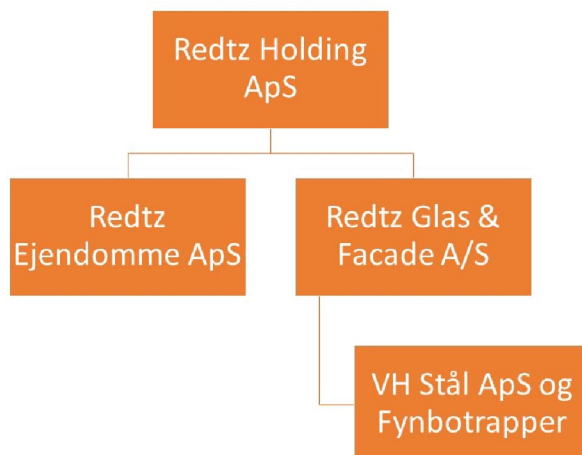 Redtz Holding
ApS
Redtz
Ejendomme ApS
Redtz Glas &
Facade A/S
VH Stål ApS og
Fynbotrapper